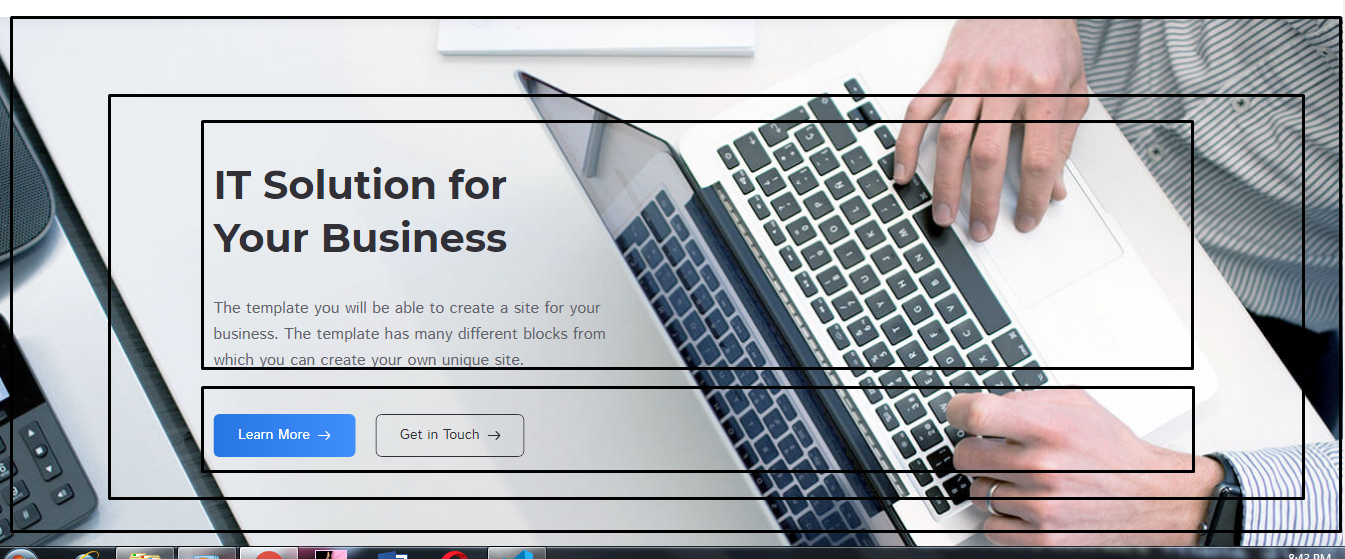 IT Solution for
Your Business
The template you will be able to create a site for your
business. The template has many different blocks from
which you can create your own unique site.
Learn More →
Get in Touch →
8:43 PM